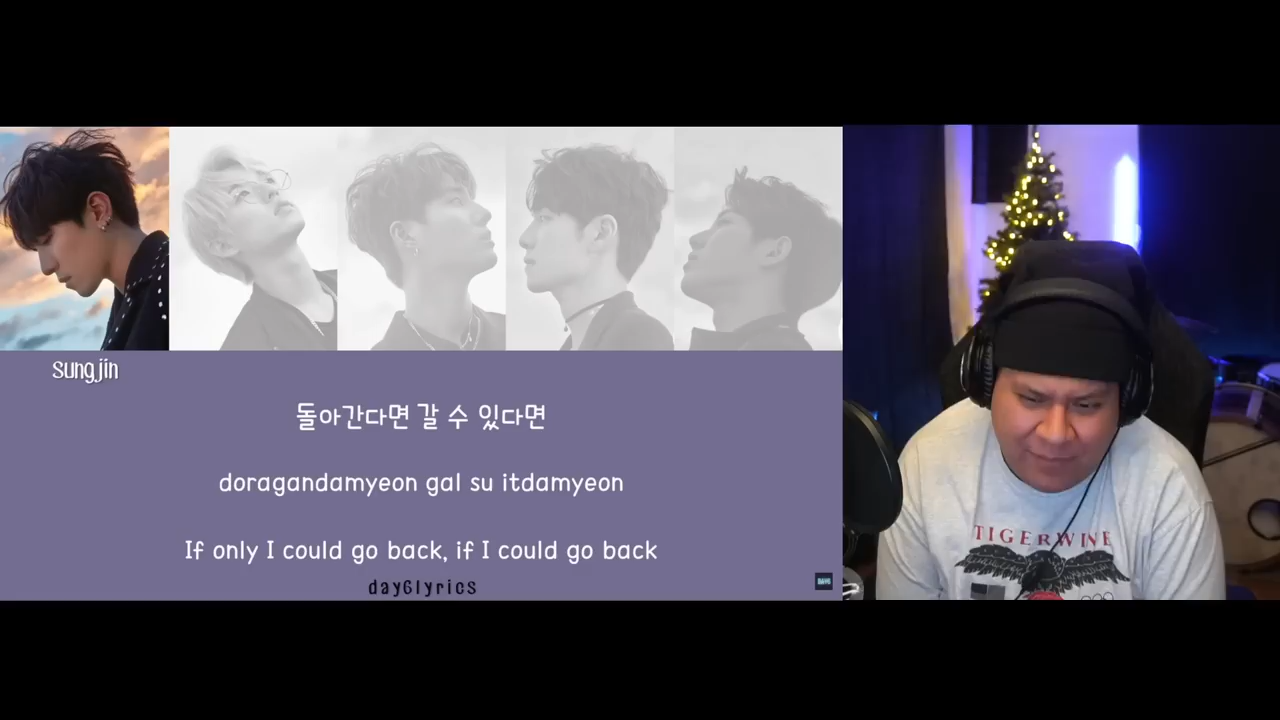 sungjin
돌아간다면 갈 수 있다면
doragandamyeon gal su itdamyeon
If only I could go back, if I could go back
day6lyrics
DAY6
TIGERWINE